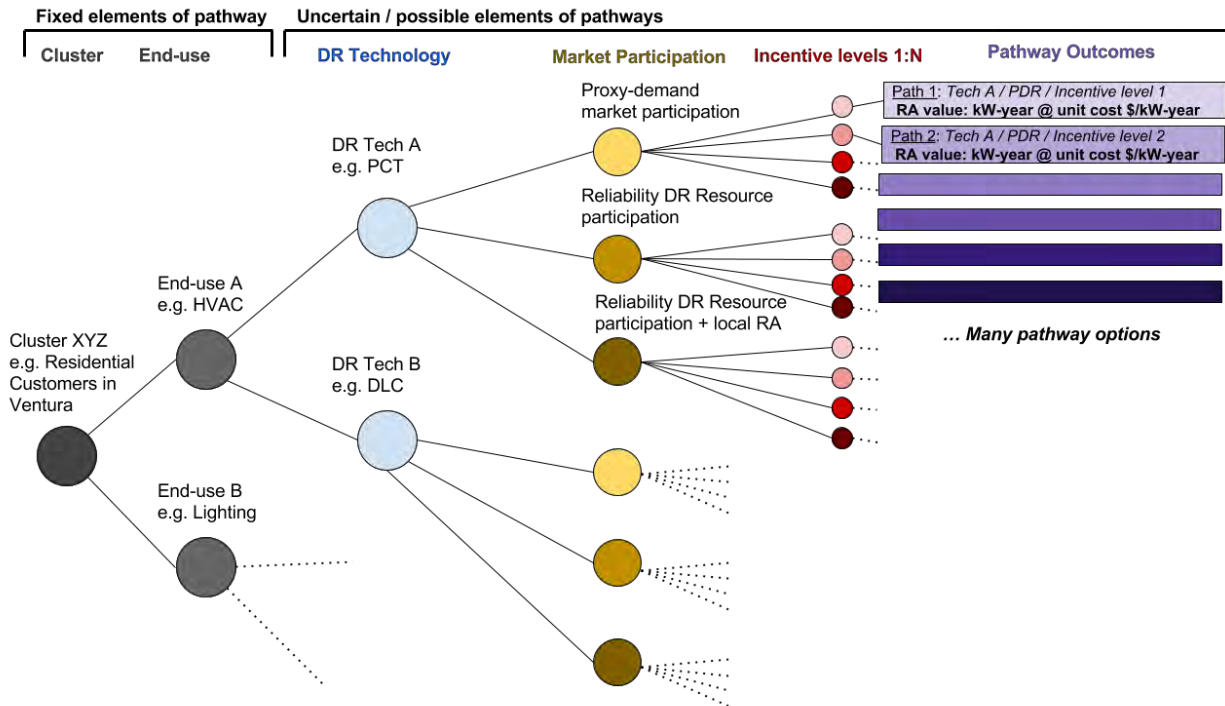 Fixed elements of pathway
Uncertain / possible elements of pathways
Cluster
End-use
DR Technology
Market Participation
Incentive levels 1:N
Pathway Outcomes
Proxy-demand
market participation
Path 1: Tech A / PDR / Incentive level 1
RA value: kW-year @ unit cost $/kW-year
Path 2: Tech A / PDR / Incentive level 2
RA value: kW-year @ unit cost $/kW-year
DR Tech A
e.g. PCT
Reliability DR Resource
participation
End-use A
e.g. HVAC
Reliability DR Resource
participation + local RA
... Many pathway options
Cluster XYZ
e.g. Residential
Customers in
Ventura
DR Tech B
e.g. DLC
End-use B
e.g. Lighting